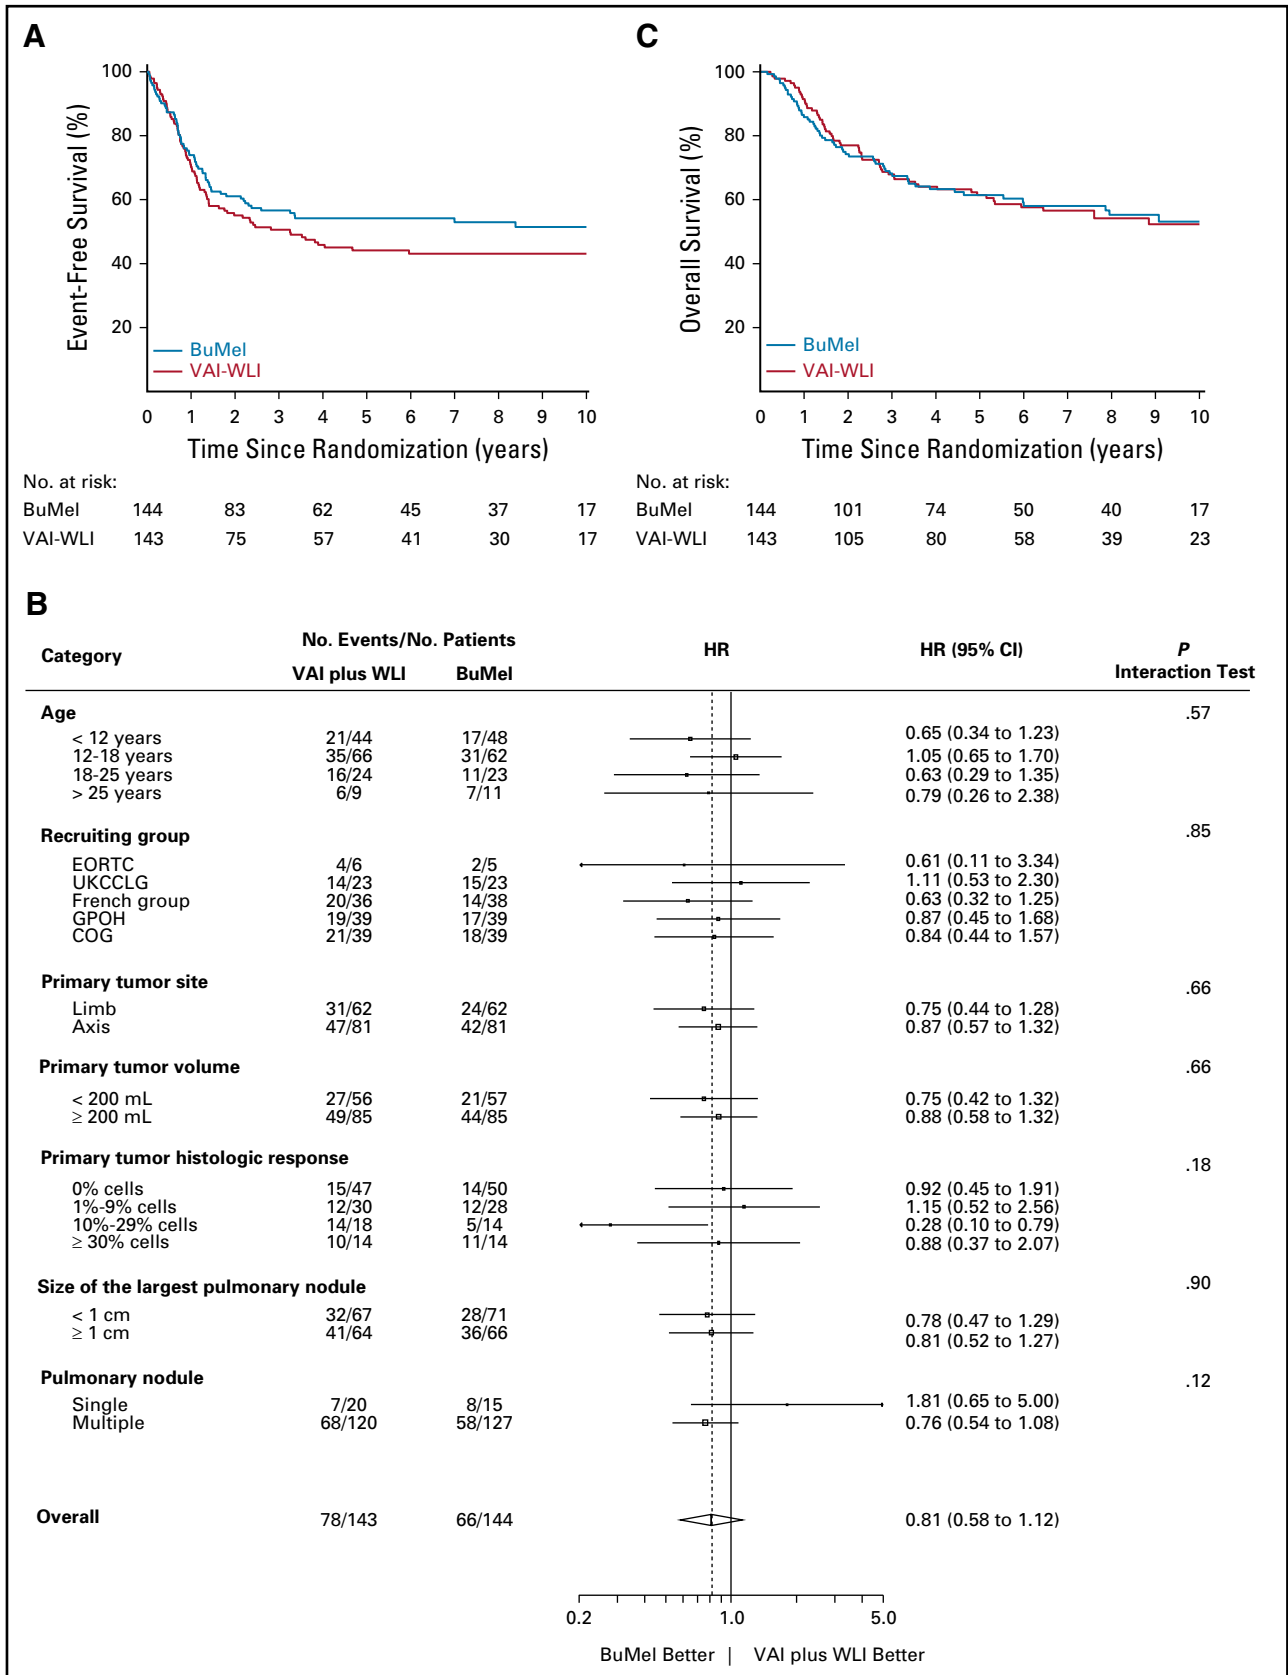 A
Event-Free Survival (%)
100
80
60
40
20
BuMel
VAI-WLI
0 1 2 3 4 5 6 7 8 9 10
Time Since Randomization (years)
No. at risk:
BuMel 144 83 62 45 37 17
VAI-WLI 143 75 57 41 30 17
C
Overall Survival (%)
100
80
60
40
20
BuMel
VAI-WLI
0 1 2 3 4 5 6 7 8 9 10
Time Since Randomization (years)
No. at risk:
BuMel 144 101 74 50 40 17
VAI-WLI 143 105 80 58 39 23
B
Category No. Events/No. Patients HR HR (95% CI) P
VAI plus WLI BuMel Interaction Test
Age .57
< 12 years 21/44 17/48 0.65 (0.34 to 1.23)
12-18 years 35/66 31/62 1.05 (0.65 to 1.70)
18-25 years 16/24 11/23 0.63 (0.29 to 1.35)
> 25 years 6/9 7/11 0.79 (0.26 to 2.38)
Recruiting group .85
EORTC 4/6 2/5 0.61 (0.11 to 3.34)
UKCCLG 14/23 15/23 1.11 (0.53 to 2.30)
French group 20/36 14/38 0.63 (0.32 to 1.25)
GPOH 19/39 17/39 0.87 (0.45 to 1.68)
COG 21/39 18/39 0.84 (0.44 to 1.57)
Primary tumor site .66
Limb 31/62 24/62 0.75 (0.44 to 1.28)
Axis 47/81 42/81 0.87 (0.57 to 1.32)
Primary tumor volume .66
< 200 mL 27/56 21/57 0.75 (0.42 to 1.32)
≥ 200 mL 49/85 44/85 0.88 (0.58 to 1.32)
Primary tumor histologic response .18
0% cells 15/47 14/50 0.92 (0.45 to 1.91)
1%-9% cells 12/30 12/28 1.15 (0.52 to 2.56)
10%-29% cells 14/18 5/14 0.28 (0.10 to 0.79)
≥ 30% cells 10/14 11/14 0.88 (0.37 to 2.07)
Size of the largest pulmonary nodule .90
< 1 cm 32/67 28/71 0.78 (0.47 to 1.29)
≥ 1 cm 41/64 36/66 0.81 (0.52 to 1.27)
Pulmonary nodule .12
Single 7/20 8/15 1.81 (0.65 to 5.00)
Multiple 68/120 58/127 0.76 (0.54 to 1.08)
Overall 78/143 66/144 0.81 (0.58 to 1.12)
0.2 1.0 5.0
BuMel Better | VAI plus WLI Better